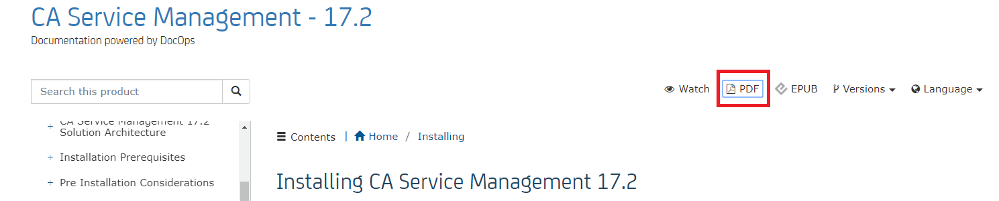 CA Service Management - 17.2
Documentation powered by DocOps
Search this product
Watch
PDF
EPUB
Versions
Language
CA Service Management 17.2
Solution Architecture
Contents | Home / Installing
+ Installation Prerequisites
+ Pre Installation Considerations
Installing CA Service Management 17.2